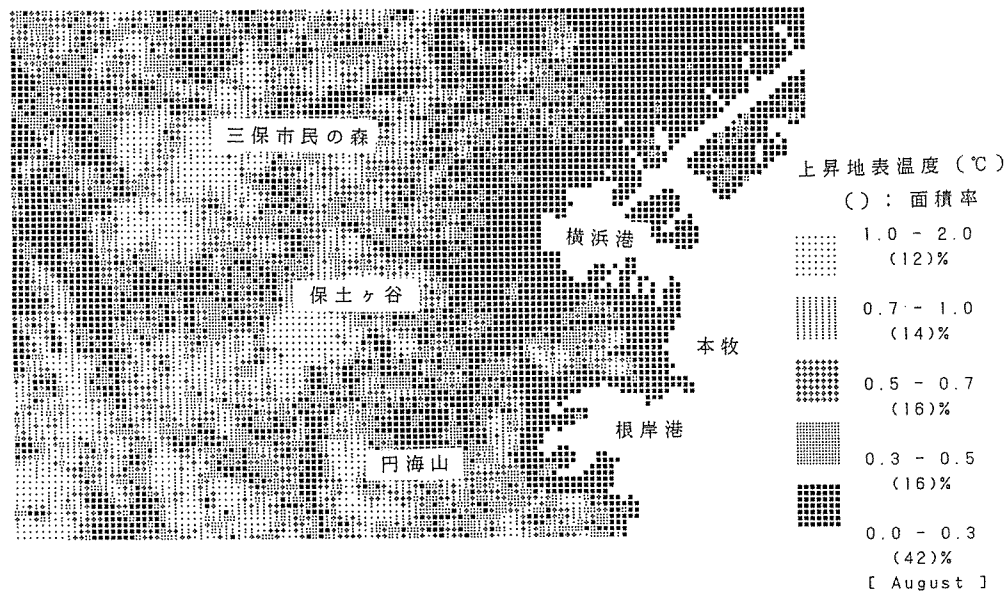 三保市民の森
横浜港
保土ヶ谷
本牧
根岸港
円海山
上昇地表温度 (℃)
() : 面積率
1.0 - 2.0
(12)%
0.7 - 1.0
(14)%
0.5 - 0.7
(16)%
0.3 - 0.5
(16)%
0.0 - 0.3
(42)%
[ August ]